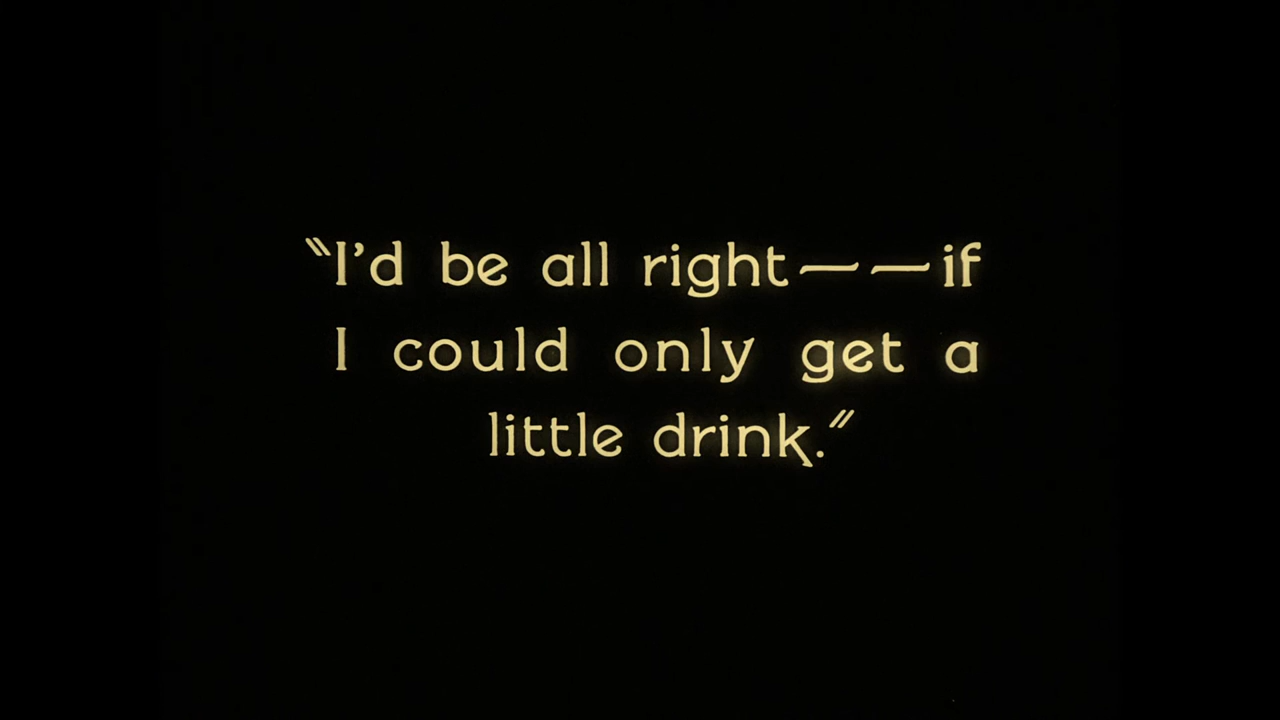 "I'd be all right——if
I could only get a
little drink."